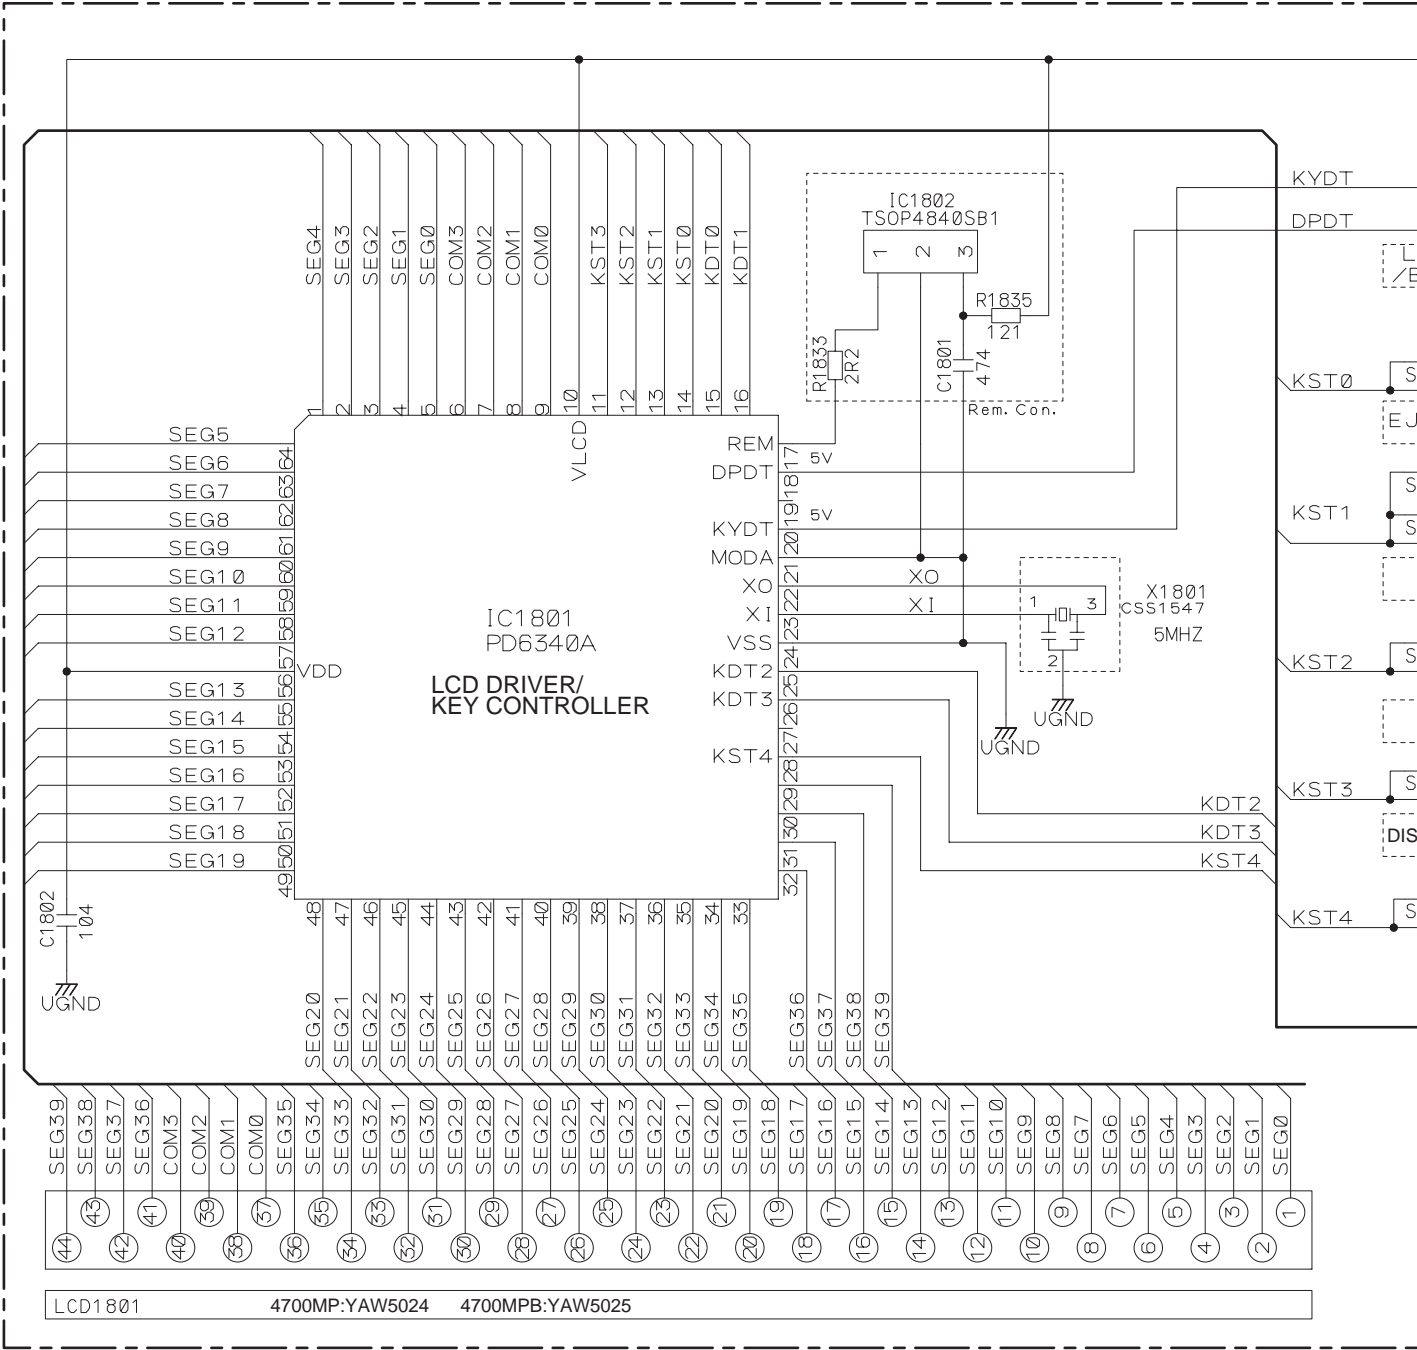 KYDT
DPDT
L
/E
IC1802
TSOP4840SB1
1 2 3
R1835
121
R1833
2R2
C1801
474
Rem. Con.
SEG4 SEG3 SEG2 SEG1 SEG0 COM3 COM2 COM1 COM0 KST3 KST2 KST1 KST0 KDT0 KDT1
1 2 3 4 5 6 7 8 9 10 11 12 13 14 15 16
VLCD
SEG5
SEG6
SEG7
SEG8
SEG9
SEG10
SEG11
SEG12
SEG13
SEG14
SEG15
SEG16
SEG17
SEG18
SEG19
64
63
62
61
60
59
58
57
56
55
54
53
52
51
50
49
VDD
IC1801
PD6340A
LCD DRIVER/
KEY CONTROLLER
REM
DPDT
KYDT
MODA
XO
XI
VSS
KDT2
KDT3
KST4
17
18
19
20
21
22
23
24
25
26
27
28
29
30
31
32
5V
5V
XO
XI
1 3
2
X1801
CSS1547
5MHZ
UGND
UGND
KDT2
KDT3
KST4
KST0
S
EJ
KST1
S
S
KST2
S
KST3
S
DIS
KST4
S
C1802
104
UGND
48 47 46 45 44 43 42 41 40 39 38 37 36 35 34 33
SEG20 SEG21 SEG22 SEG23 SEG24 SEG25 SEG26 SEG27 SEG28 SEG29 SEG30 SEG31 SEG32 SEG33 SEG34 SEG35 SEG36 SEG37 SEG38 SEG39
SEG39 SEG38 SEG37 SEG36 COM3 COM2 COM1 COM0 SEG35 SEG34 SEG33 SEG32 SEG31 SEG30 SEG29 SEG28 SEG27 SEG26 SEG25 SEG24 SEG23 SEG22 SEG21 SEG20 SEG19 SEG18 SEG17 SEG16 SEG15 SEG14 SEG13 SEG12 SEG11 SEG10 SEG9 SEG8 SEG7 SEG6 SEG5 SEG4 SEG3 SEG2 SEG1 SEG0
43 41 39 37 35 33 31 29 27 25 23 21 19 17 15 13 11 9 7 5 3 1
44 42 40 38 36 34 32 30 28 26 24 22 20 18 16 14 12 10 8 6 4 2
LCD1801 4700MP:YAW5024 4700MPB:YAW5025